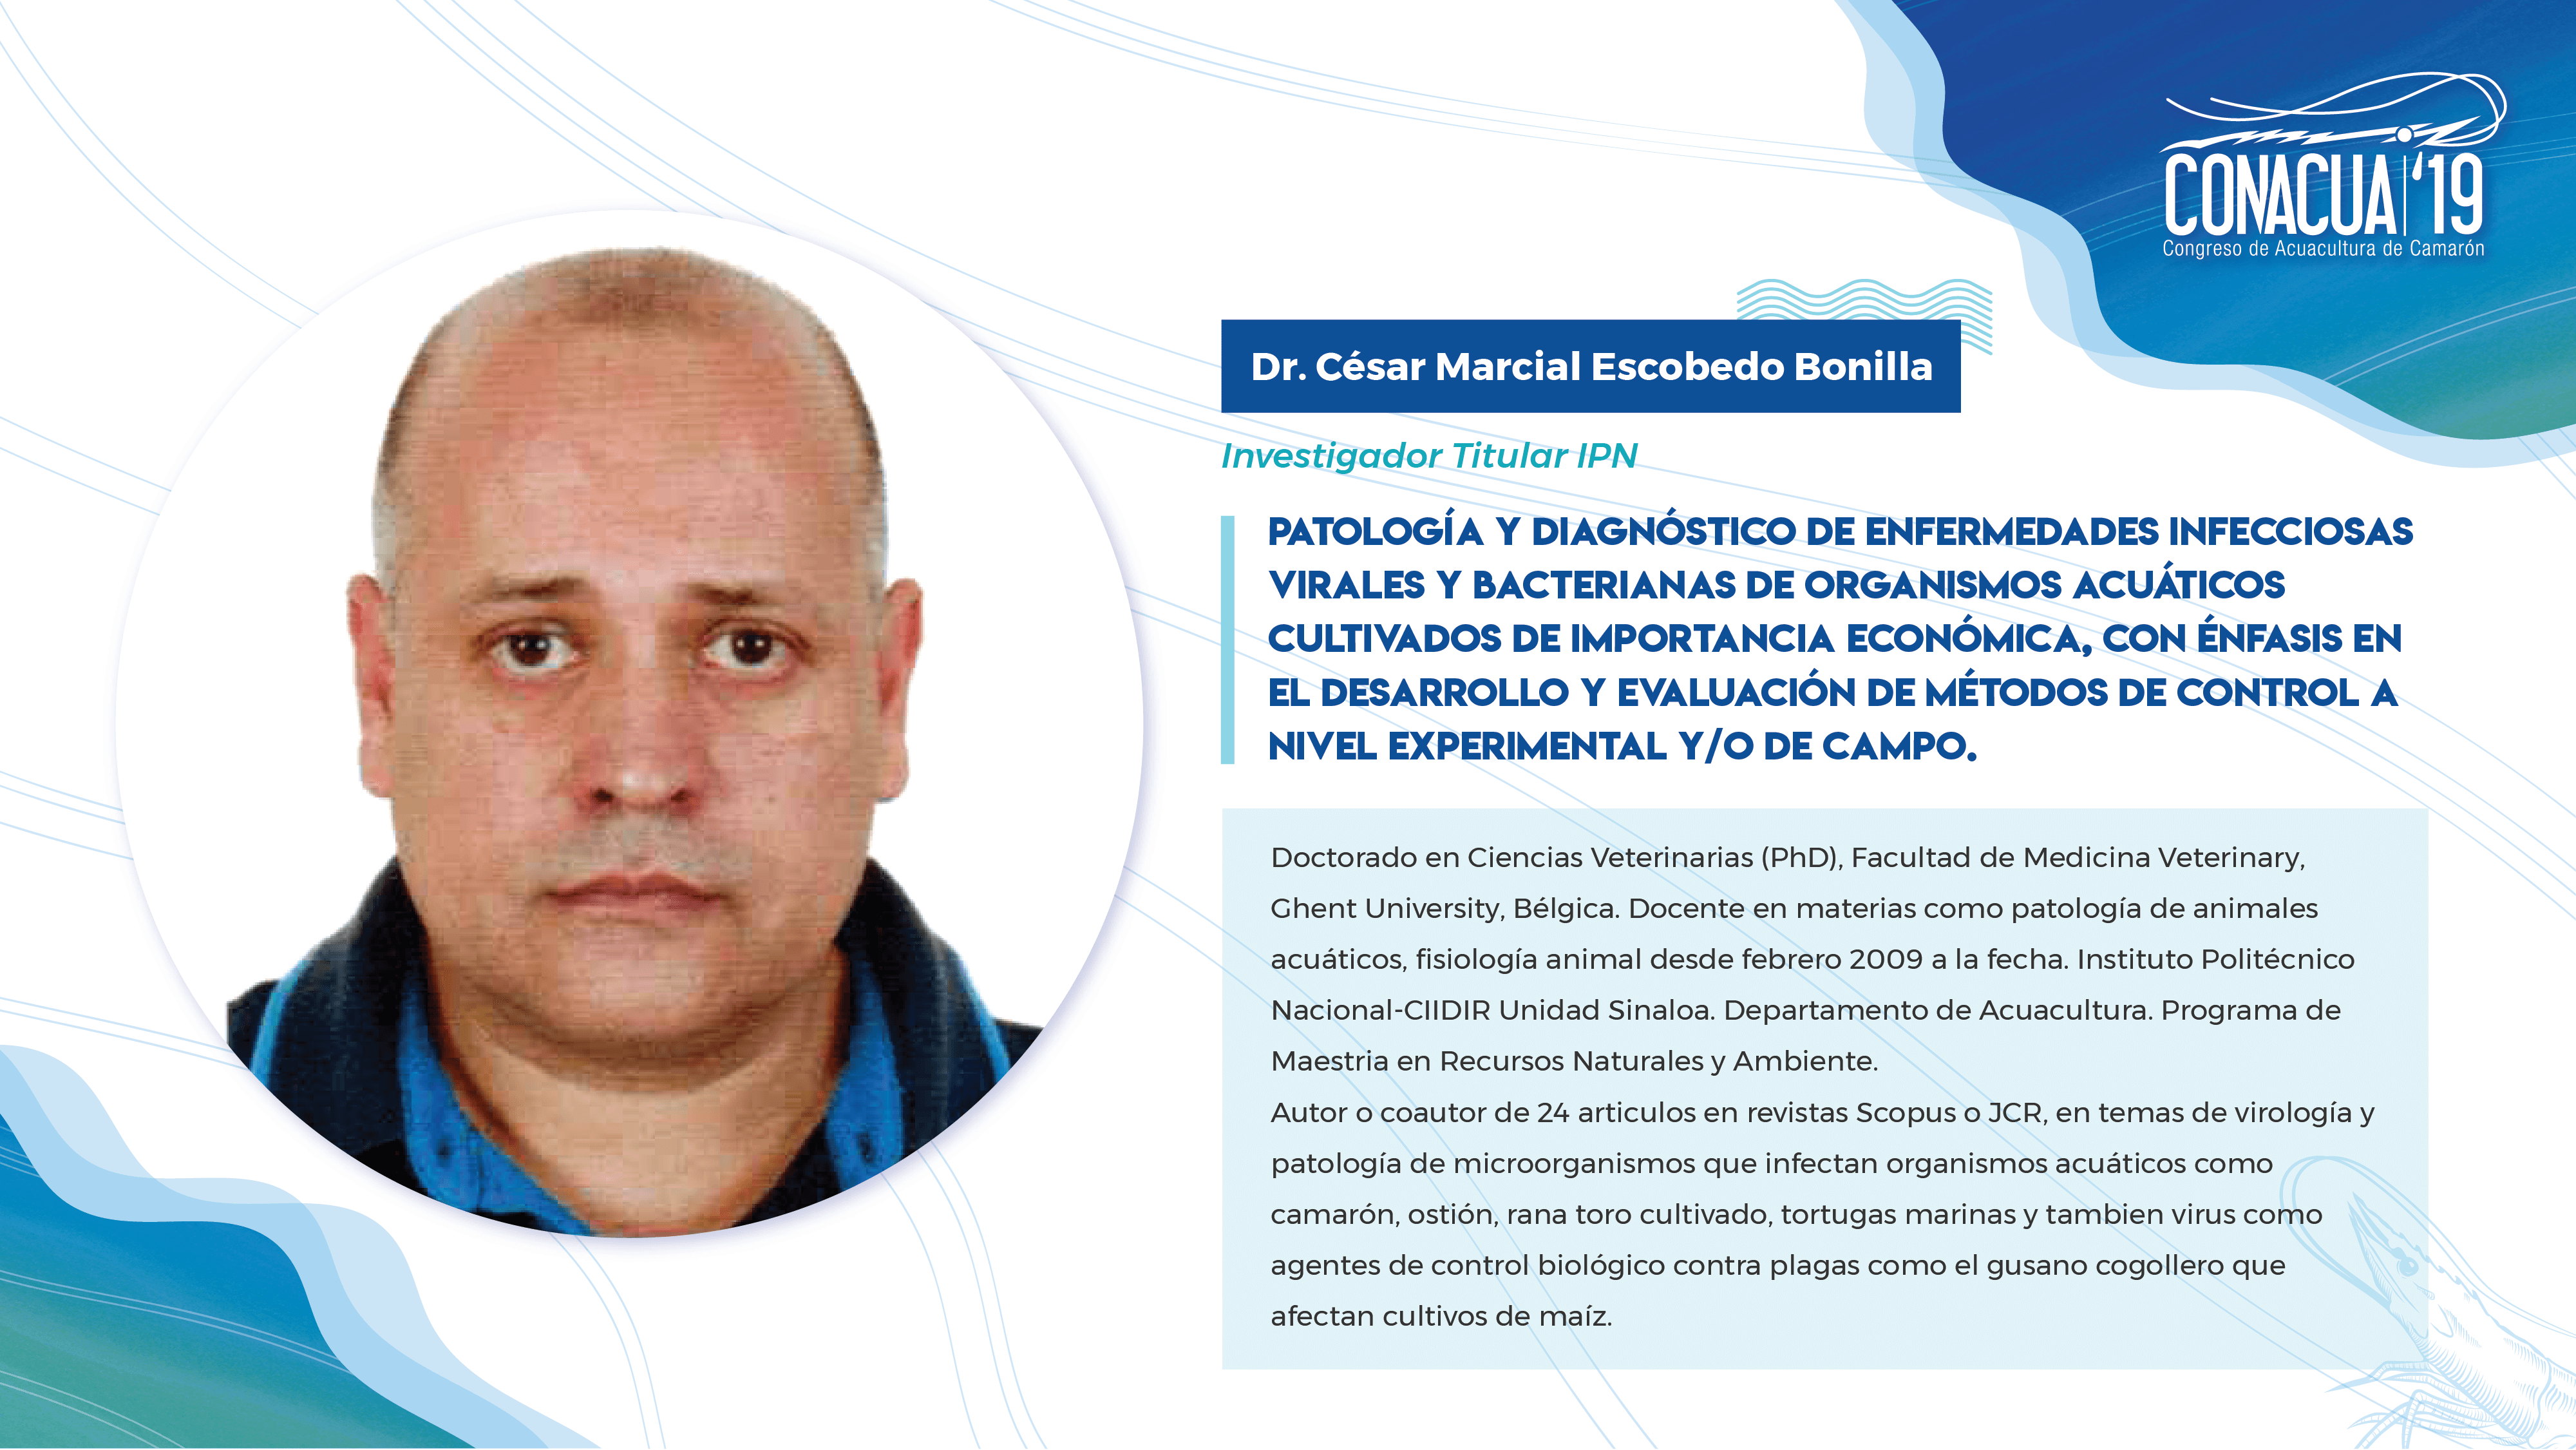 CONACUA '19
Congreso de Acuacultura de Camarón
Dr. César Marcial Escobedo Bonilla
Investigador Titular IPN
PATOLOGÍA Y DIAGNÓSTICO DE ENFERMEDADES INFECCIOSAS
VIRALES Y BACTERIANAS DE ORGANISMOS ACUÁTICOS
CULTIVADOS DE IMPORTANCIA ECONÓMICA, CON ÉNFASIS EN
EL DESARROLLO Y EVALUACIÓN DE MÉTODOS DE CONTROL A
NIVEL EXPERIMENTAL Y/O DE CAMPO.
Doctorado en Ciencias Veterinarias (PhD), Facultad de Medicina Veterinary,
Ghent University, Bélgica. Docente en materias como patología de animales
acuáticos, fisiología animal desde febrero 2009 a la fecha. Instituto Politécnico
Nacional-CIIDIR Unidad Sinaloa. Departamento de Acuacultura. Programa de
Maestria en Recursos Naturales y Ambiente.
Autor o coautor de 24 articulos en revistas Scopus o JCR, en temas de virología y
patología de microorganismos que infectan organismos acuáticos como
camarón, ostión, rana toro cultivado, tortugas marinas y tambien virus como
agentes de control biológico contra plagas como el gusano cogollero que
afectan cultivos de maíz.